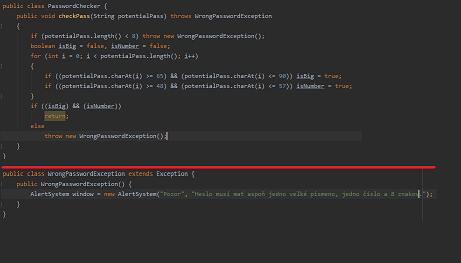 public class PasswordChecker {
public void checkPass(String potentialPass) throws WrongPasswordException
{
if (potentialPass.length() < 8) throw new WrongPasswordException();
boolean isBig = false, isNumber = false;
for (int i = 0; i < potentialPass.length(); i++)
{
if ((potentialPass.charAt(i) >= 65) && (potentialPass.charAt(i) <= 90)) isBig = true;
if ((potentialPass.charAt(i) >= 48) && (potentialPass.charAt(i) <= 57)) isNumber = true;
}
if ((isBig) && (isNumber))
return;
else
throw new WrongPasswordException();
}
}
public class WrongPasswordException extends Exception {
public WrongPasswordException() {
AlertSystem window = new AlertSystem("Pozor", "Heslo musí mať aspoň jedno veľké písmeno, jedno číslo a 8 znakov.");
}
}